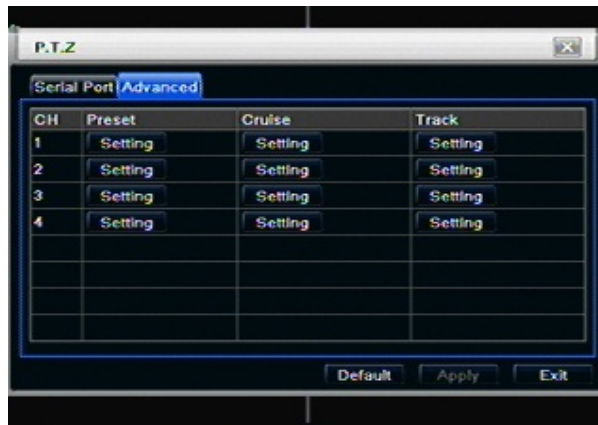 P.T.Z
Serial Port Advanced
CH Preset Cruise Track
1 Setting Setting Setting
2 Setting Setting Setting
3 Setting Setting Setting
4 Setting Setting Setting
Default Apply Exit